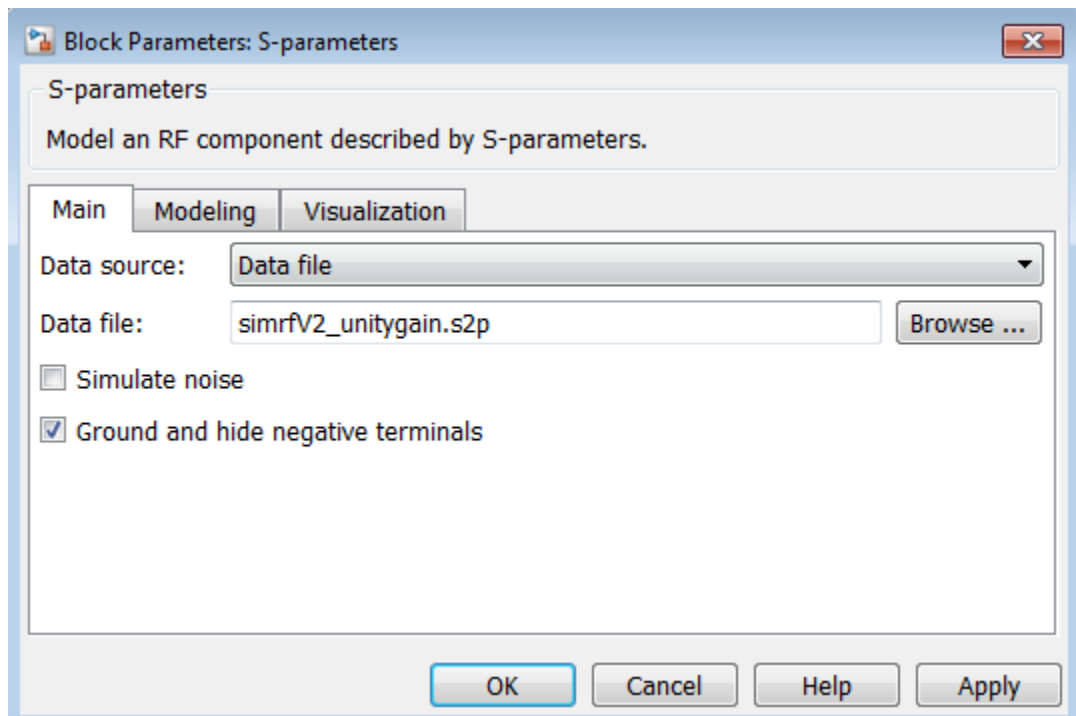 Block Parameters: S-parameters
S-parameters
Model an RF component described by S-parameters.
Main Modeling Visualization
Data source: Data file
Data file: simrfV2_unitygain.s2p Browse ...
Simulate noise
Ground and hide negative terminals
OK Cancel Help Apply